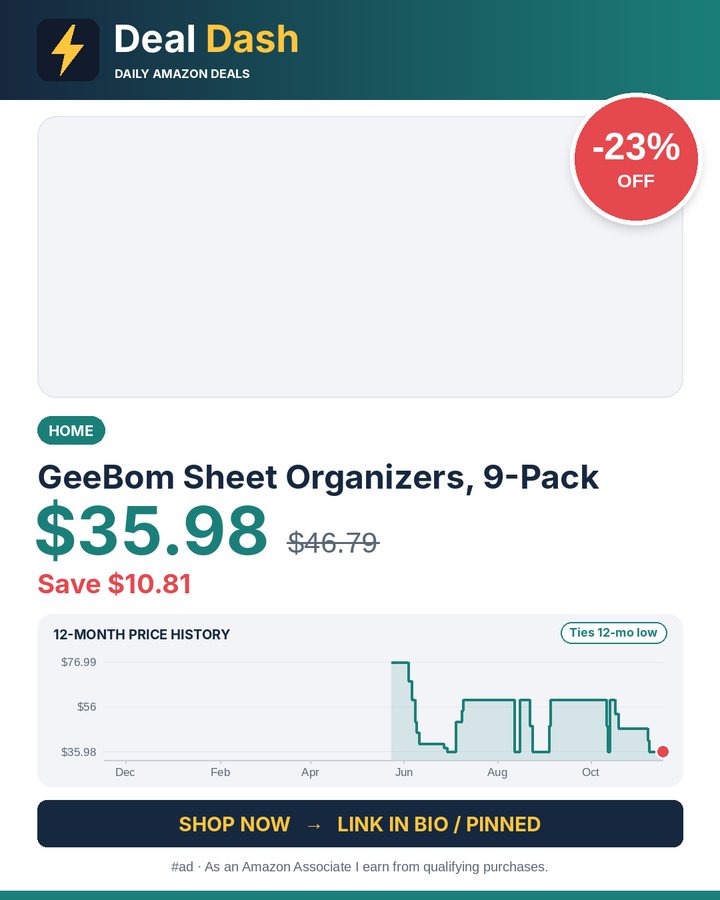 Deal Dash
DAILY AMAZON DEALS
-23%
OFF
HOME
GeeBom Sheet Organizers, 9-Pack
$35.98 $46.79
Save $10.81
12-MONTH PRICE HISTORY
Ties 12-mo low
$76.99
$56
$35.98
Dec Feb Apr Jun Aug Oct
SHOP NOW → LINK IN BIO / PINNED
#ad · As an Amazon Associate I earn from qualifying purchases.